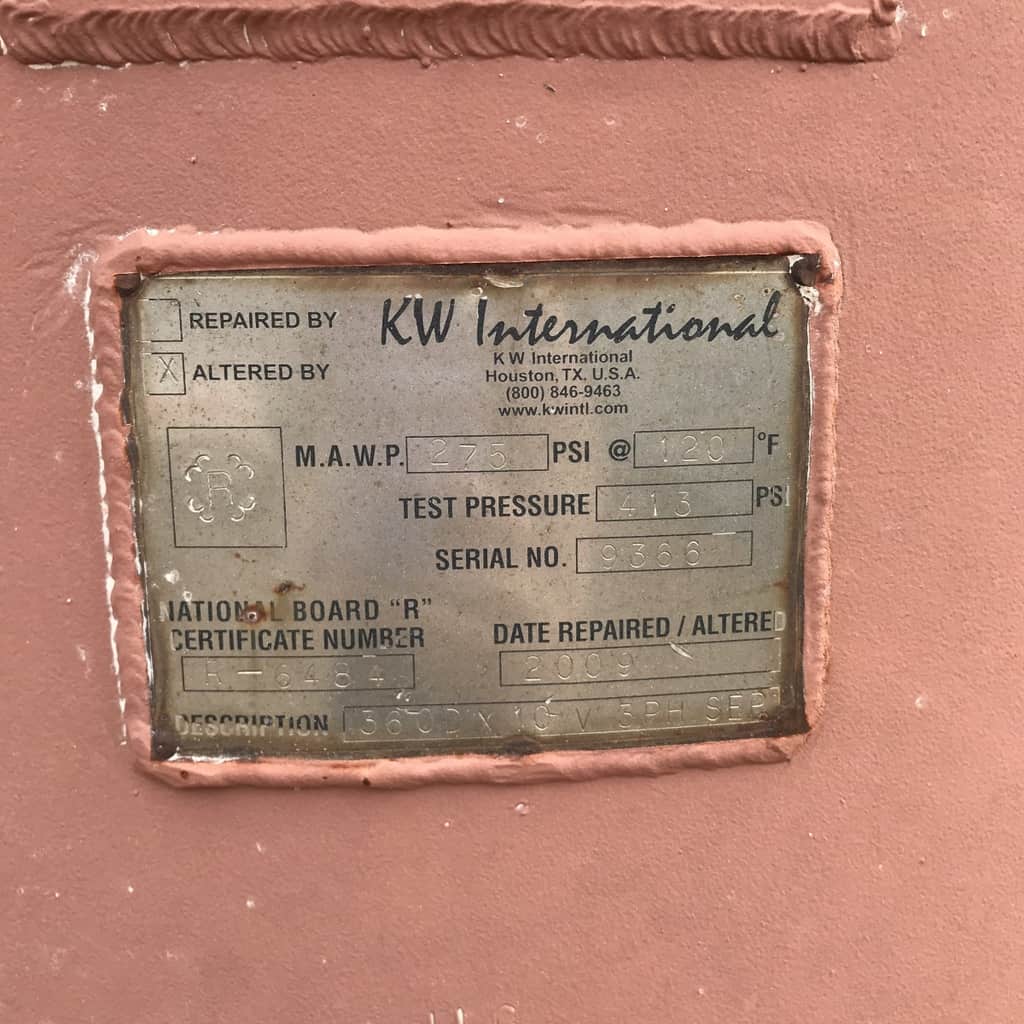 REPAIRED BY
X ALTERED BY
KW International
K W International
Houston, TX, U.S.A.
(800) 846-9463
www.kwintl.com
R
M.A.W.P. 275 PSI @ 120 °F
TEST PRESSURE 413 PSI
SERIAL NO. 9366
NATIONAL BOARD "R"
CERTIFICATE NUMBER
R-6484
DATE REPAIRED / ALTERED
2009
DESCRIPTION 36 OD X 10 V 3PH SEP